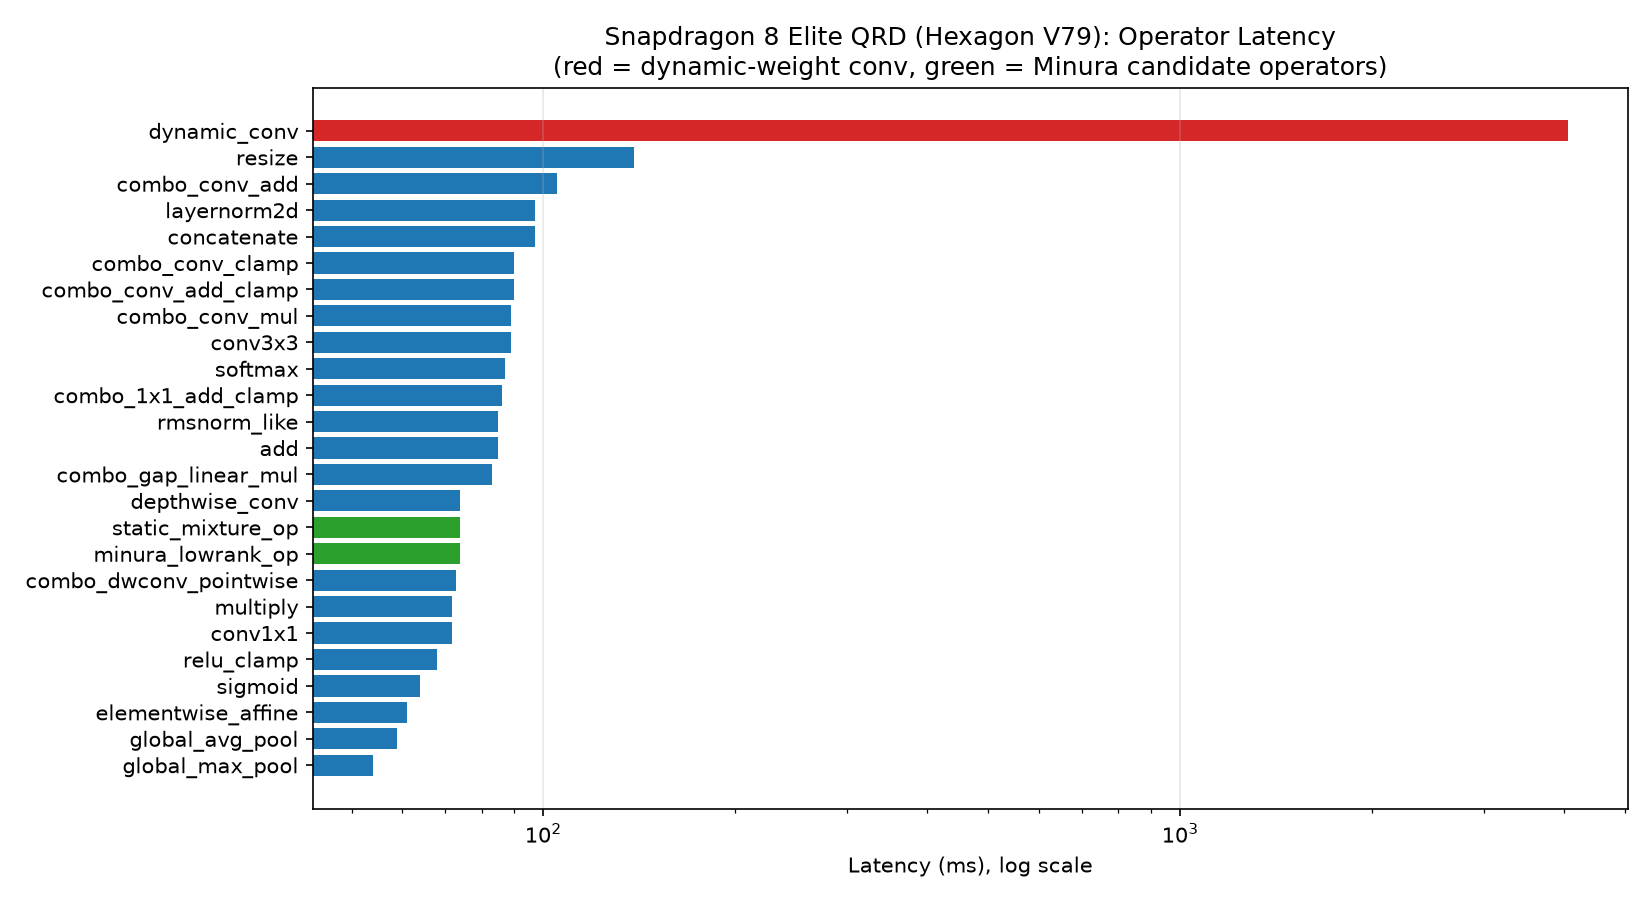 Snapdragon 8 Elite QRD (Hexagon V79): Operator Latency
(red = dynamic-weight conv, green = Minura candidate operators)
dynamic_conv
resize
combo_conv_add
layernorm2d
concatenate
combo_conv_clamp
combo_conv_add_clamp
combo_conv_mul
conv3x3
softmax
combo_1x1_add_clamp
rmsnorm_like
add
combo_gap_linear_mul
depthwise_conv
static_mixture_op
minura_lowrank_op
combo_dwconv_pointwise
multiply
conv1x1
relu_clamp
sigmoid
elementwise_affine
global_avg_pool
global_max_pool
10² 10³
Latency (ms), log scale